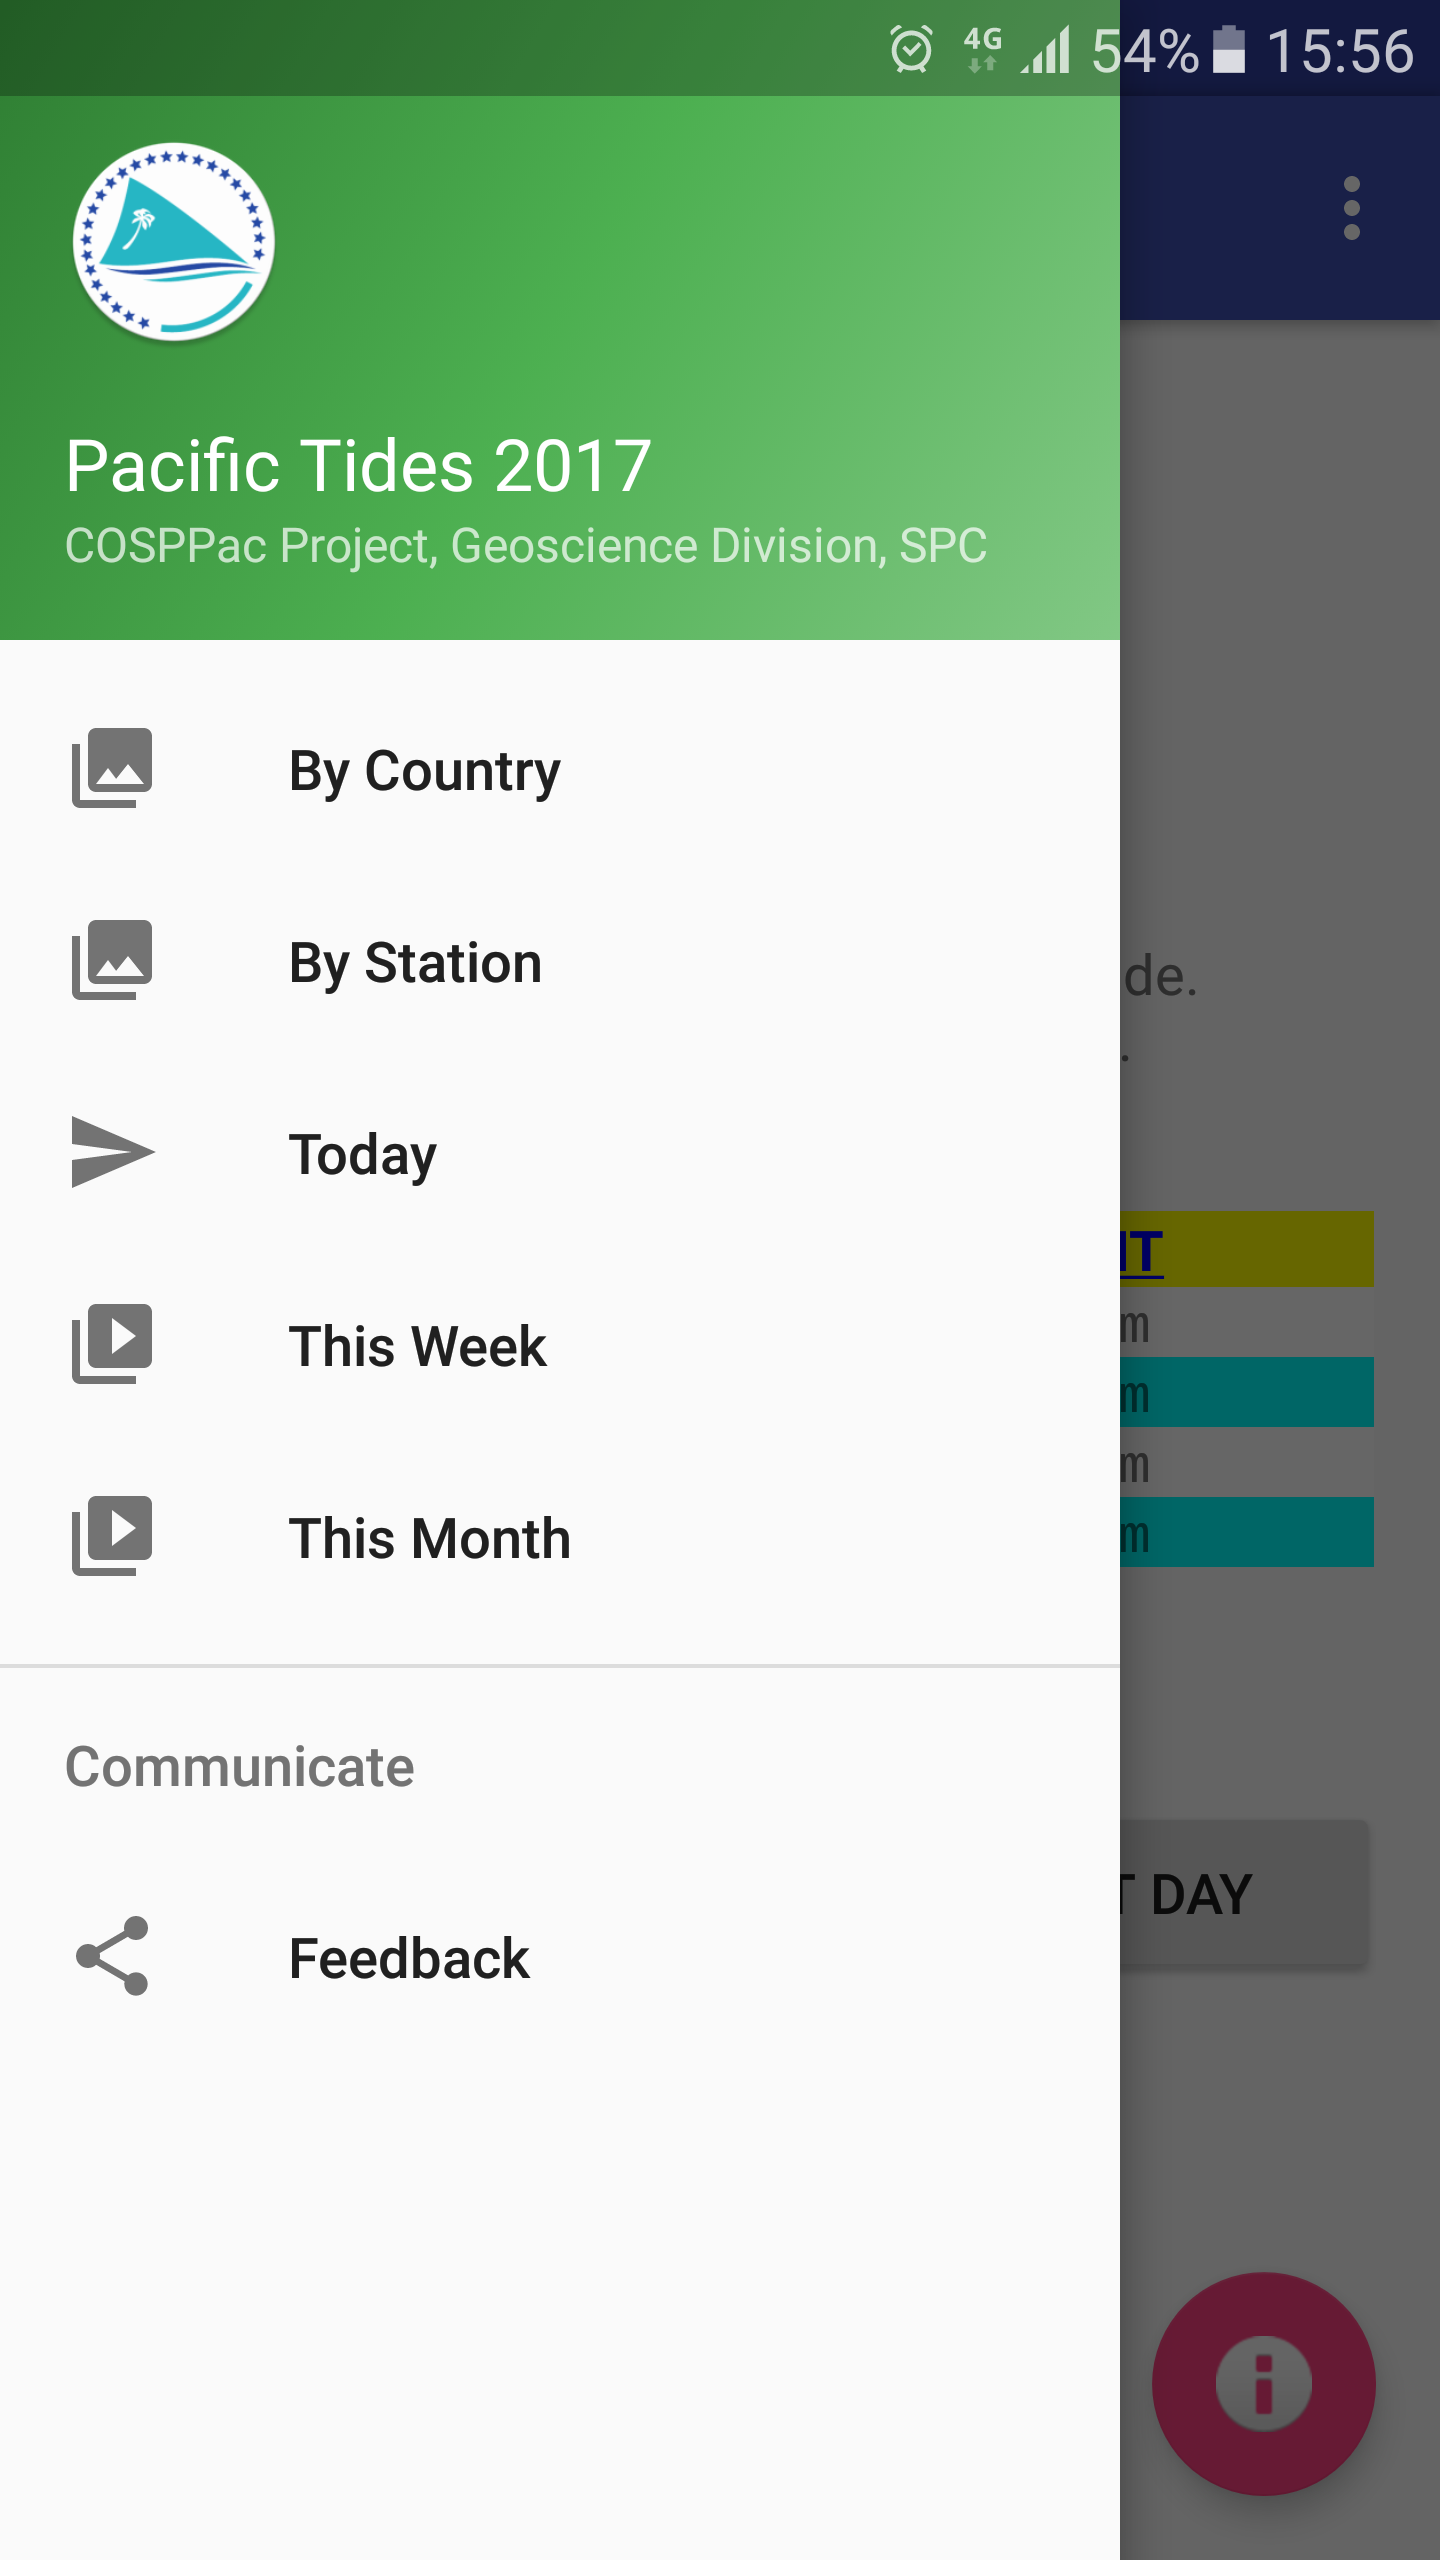 4G 54% 15:56
Pacific Tides 2017
COSPPac Project, Geoscience Division, SPC
By Country
By Station
de.
.
Today
IT
m
This Week
m
m
This Month
m
Communicate
T DAY
Feedback